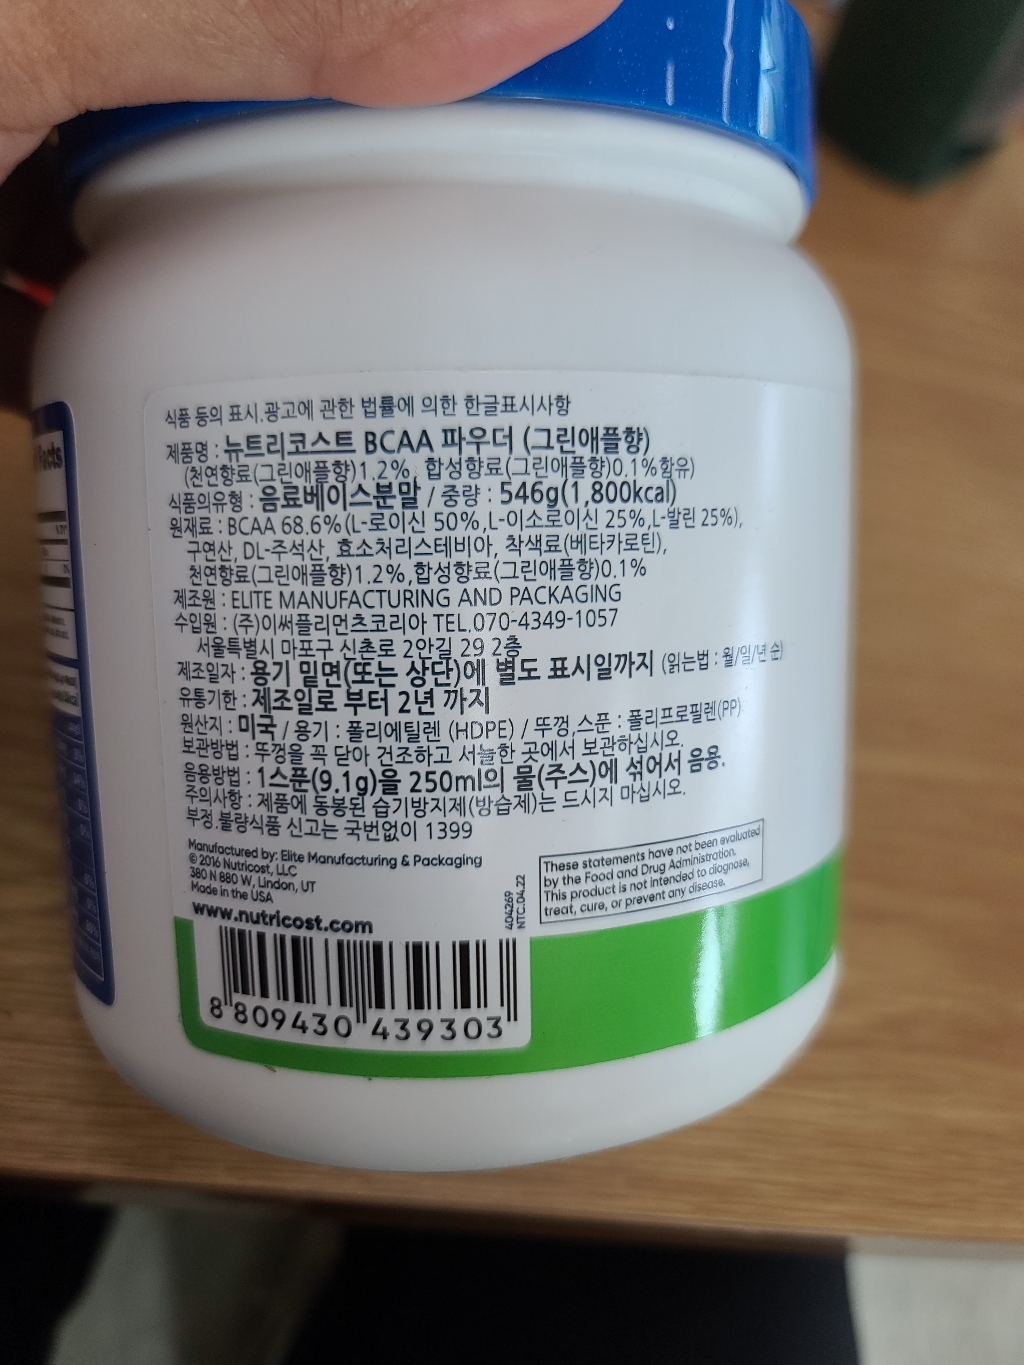 Facts
식품 등의 표시.광고에 관한 법률에 의한 한글표시사항
제품명 : 뉴트리코스트 BCAA 파우더 (그린애플향)
(천연향료(그린애플향)1.2%, 합성향료(그린애플향)0.1%함유)
식품의유형 : 음료베이스분말 / 중량 : 546g(1,800kcal)
원재료 : BCAA 68.6%(L-로이신 50%,L-이소로이신 25%,L-발린 25%),
구연산, DL-주석산, 효소처리스테비아, 착색료(베타카로틴),
천연향료(그린애플향)1.2%,합성향료(그린애플향)0.1%
제조원 : ELITE MANUFACTURING AND PACKAGING
수입원 : (주)이써플리먼츠코리아 TEL.070-4349-1057
서울특별시 마포구 신촌로 2안길 29 2층
제조일자 : 용기 밑면(또는 상단)에 별도 표시일까지 (읽는법 : 월/일/년 순)
유통기한 : 제조일로 부터 2년 까지
원산지 : 미국 / 용기 : 폴리에틸렌 (HDPE) / 뚜껑,스푼 : 폴리프로필렌(PP)
보관방법 : 뚜껑을 꼭 닫아 건조하고 서늘한 곳에서 보관하십시오.
음용방법 : 1스푼(9.1g)을 250ml의 물(주스)에 섞어서 음용.
주의사항 : 제품에 동봉된 습기방지제(방습제)는 드시지 마십시오.
부정.불량식품 신고는 국번없이 1399
Manufactured by: Elite Manufacturing & Packaging
© 2016 Nutricost, LLC
380 N 880 W, Lindon, UT
Made in the USA
www.nutricost.com
404269
NTC.04.22
These statements have not been evaluated
by the Food and Drug Administration.
This product is not intended to diagnose,
treat, cure, or prevent any disease.
8 809430 439303